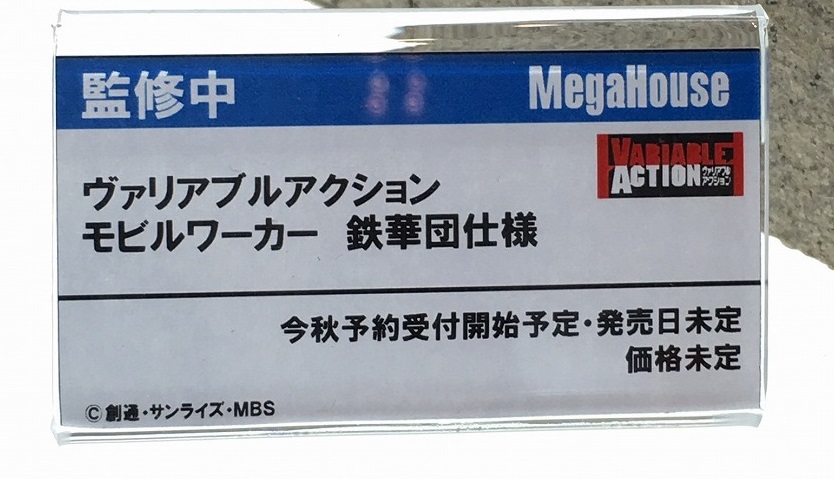 監修中 MegaHouse
VARIABLE
ACTION ヴァリアブル
アクション
ヴァリアブルアクション
モビルワーカー 鉄華団仕様
今秋予約受付開始予定・発売日未定
価格未定
©創通・サンライズ・MBS